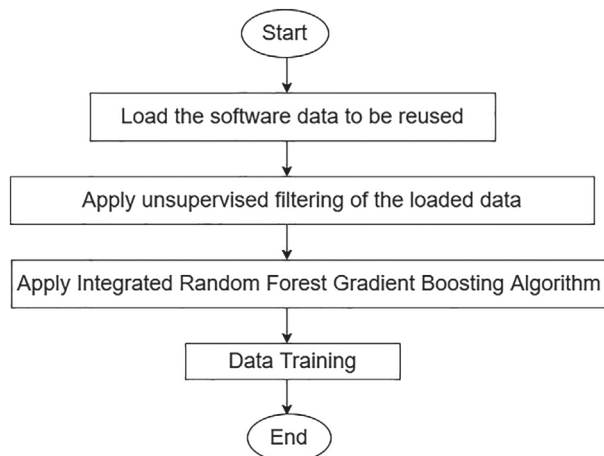 Start
Load the software data to be reused
Apply unsupervised filtering of the loaded data
Apply Integrated Random Forest Gradient Boosting Algorithm
Data Training
End